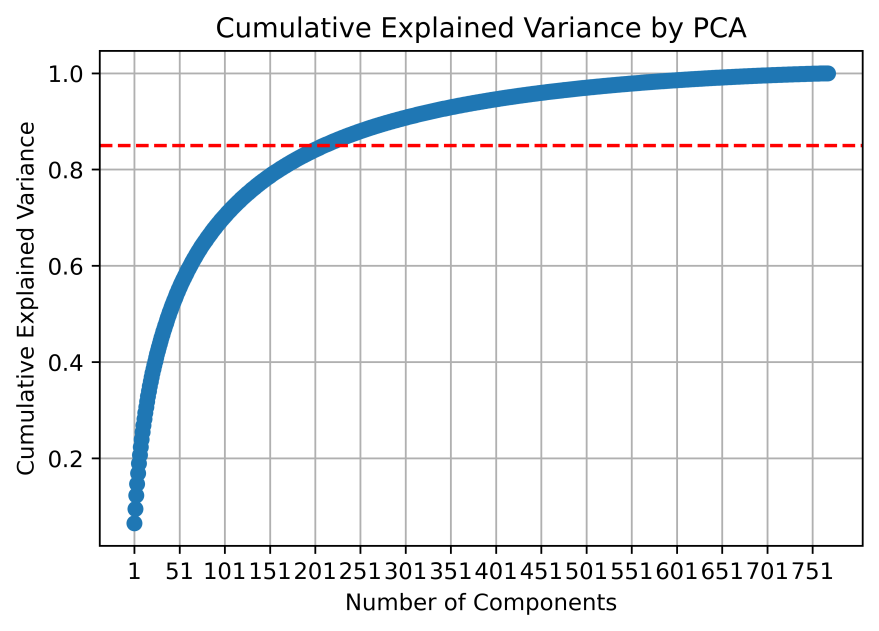 Cumulative Explained Variance by PCA
Cumulative Explained Variance
1.0
0.8
0.6
0.4
0.2
1 51 101 151 201 251 301 351 401 451 501 551 601 651 701 751
Number of Components